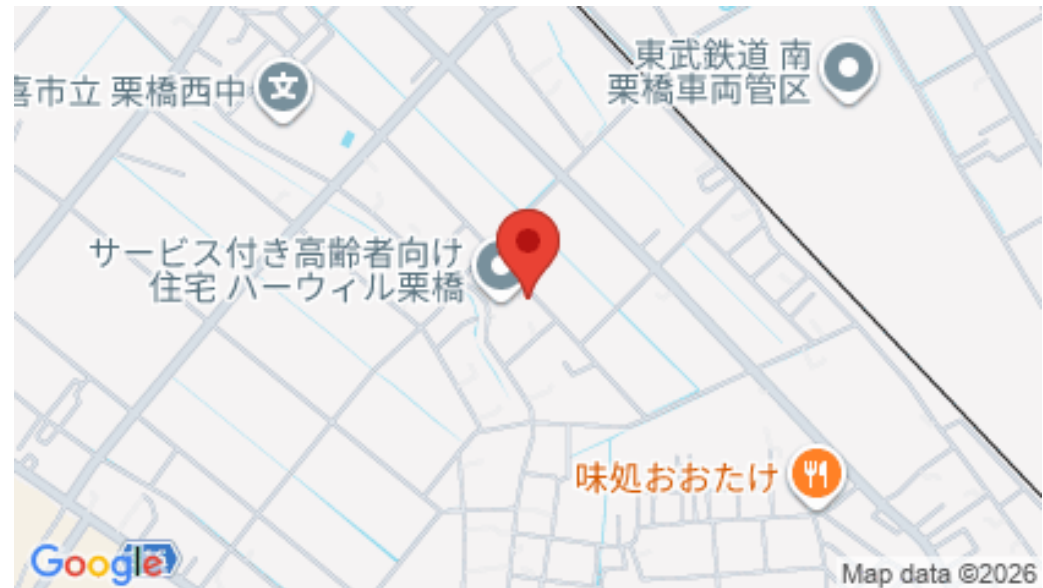 東武鉄道 南
栗橋車両管区
喜市立 栗橋西中
文
サービス付き高齢者向け
住宅 ハーウィル栗橋
味処おおたけ
Google
Map data ©2026